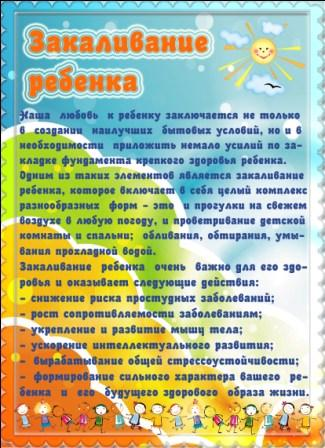 Закаливание
ребенка
Наша любовь к ребенку заключается не только
в создании наилучших бытовых условий, но и в
необходимости приложить немало усилий по за-
кладке фундамента крепкого здоровья ребенка.
Одним из таких элементов является закаливание
ребенка, которое включает в себя целый комплекс
разнообразных форм - это и прогулки на свежем
воздухе в любую погоду, и проветривание детской
комнаты и спальни; обливания, обтирания, умы-
вания прохладной водой.
Закаливание ребенка очень важно для его здо-
ровья и оказывает следующие действия:
- снижение риска простудных заболеваний;
- рост сопротивляемости заболеваниям;
- укрепление и развитие мышц тела;
- ускорение интеллектуального развития;
- вырабатывание общей стрессоустойчивости;
- формирование сильного характера вашего ре-
бенка и его будущего здорового образа жизни.